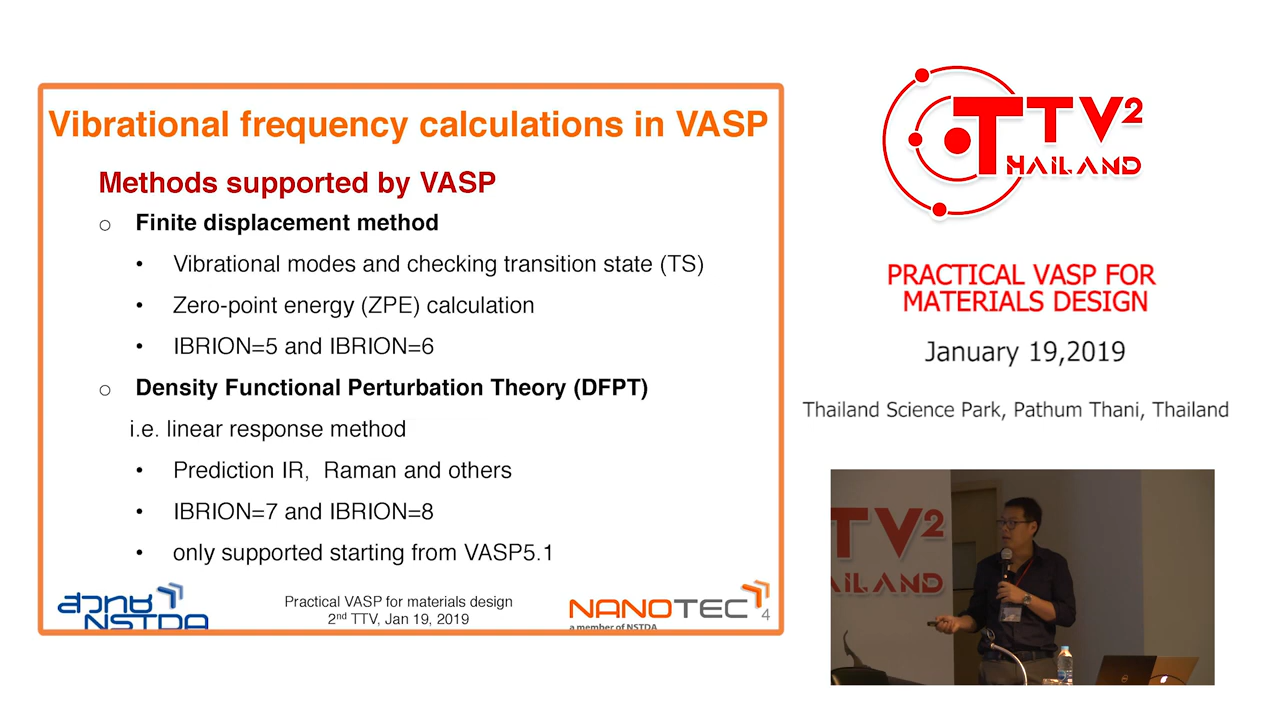 Vibrational frequency calculations in VASP
Methods supported by VASP
o Finite displacement method
• Vibrational modes and checking transition state (TS)
• Zero-point energy (ZPE) calculation
• IBRION=5 and IBRION=6
o Density Functional Perturbation Theory (DFPT)
i.e. linear response method
• Prediction IR, Raman and others
• IBRION=7 and IBRION=8
• only supported starting from VASP5.1
สวทช
NSTDA
Practical VASP for materials design
2nd TTV, Jan 19, 2019
NANOTEC
a member of NSTDA
4
TTV2
THAILAND
PRACTICAL VASP FOR
MATERIALS DESIGN
January 19,2019
Thailand Science Park, Pathum Thani, Thailand
TV2
AILAND
DELL